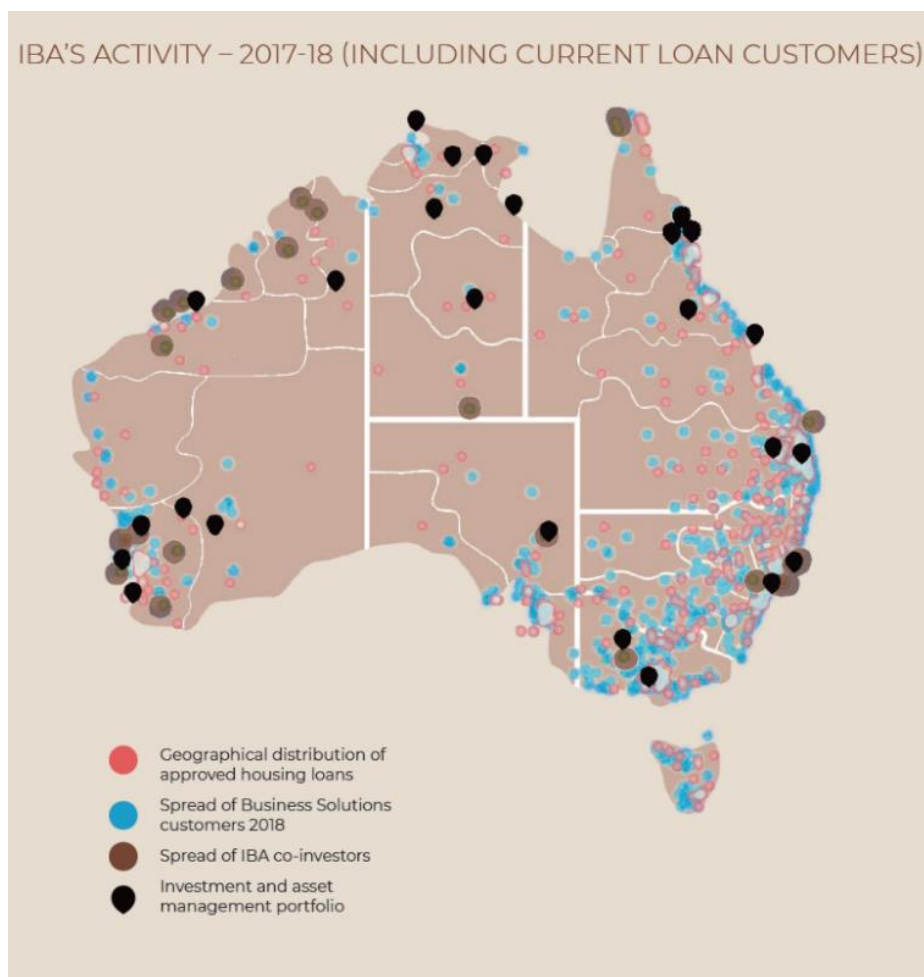 IBA'S ACTIVITY – 2017-18 (INCLUDING CURRENT LOAN CUSTOMERS)
Geographical distribution of
approved housing loans
Spread of Business Solutions
customers 2018
Spread of IBA co-investors
Investment and asset
management portfolio